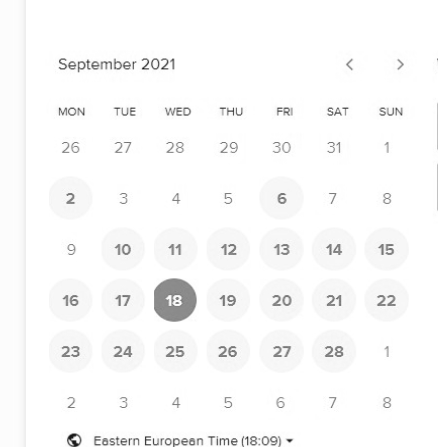 September 2021
MON TUE WED THU FRI SAT SUN
26 27 28 29 30 31 1
2 3 4 5 6 7 8
9 10 11 12 13 14 15
16 17 18 19 20 21 22
23 24 25 26 27 28 1
2 3 4 5 6 7 8
Eastern European Time (18:09)